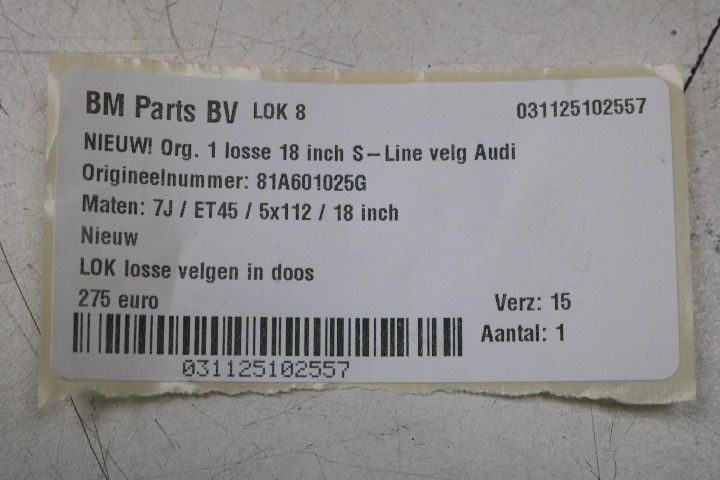 BM Parts BV LOK 8 031125102557
NIEUW! Org. 1 losse 18 inch S-Line velg Audi
Origineelnummer: 81A601025G
Maten: 7J / ET45 / 5x112 / 18 inch
Nieuw
LOK losse velgen in doos
275 euro Verz: 15
Aantal: 1
031125102557